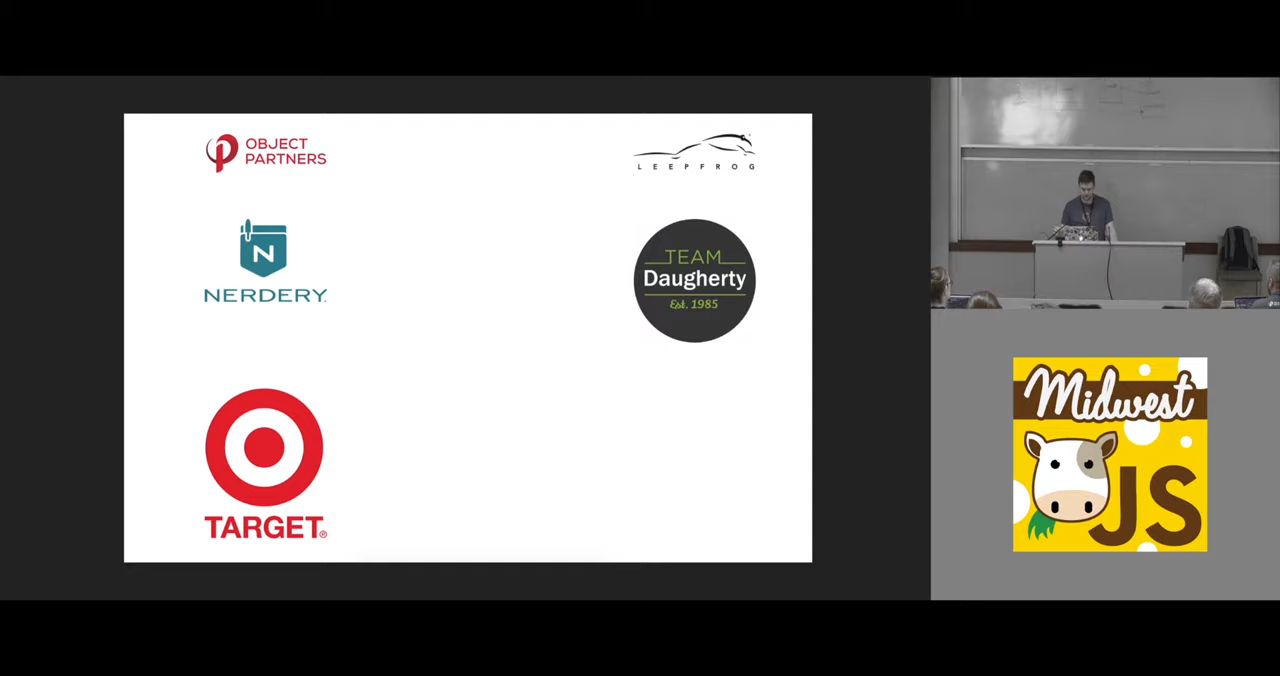 OBJECT
PARTNERS
LEEPFROG
NERDERY
TEAM
Daugherty
Est. 1985
TARGET®
Midwest
JS